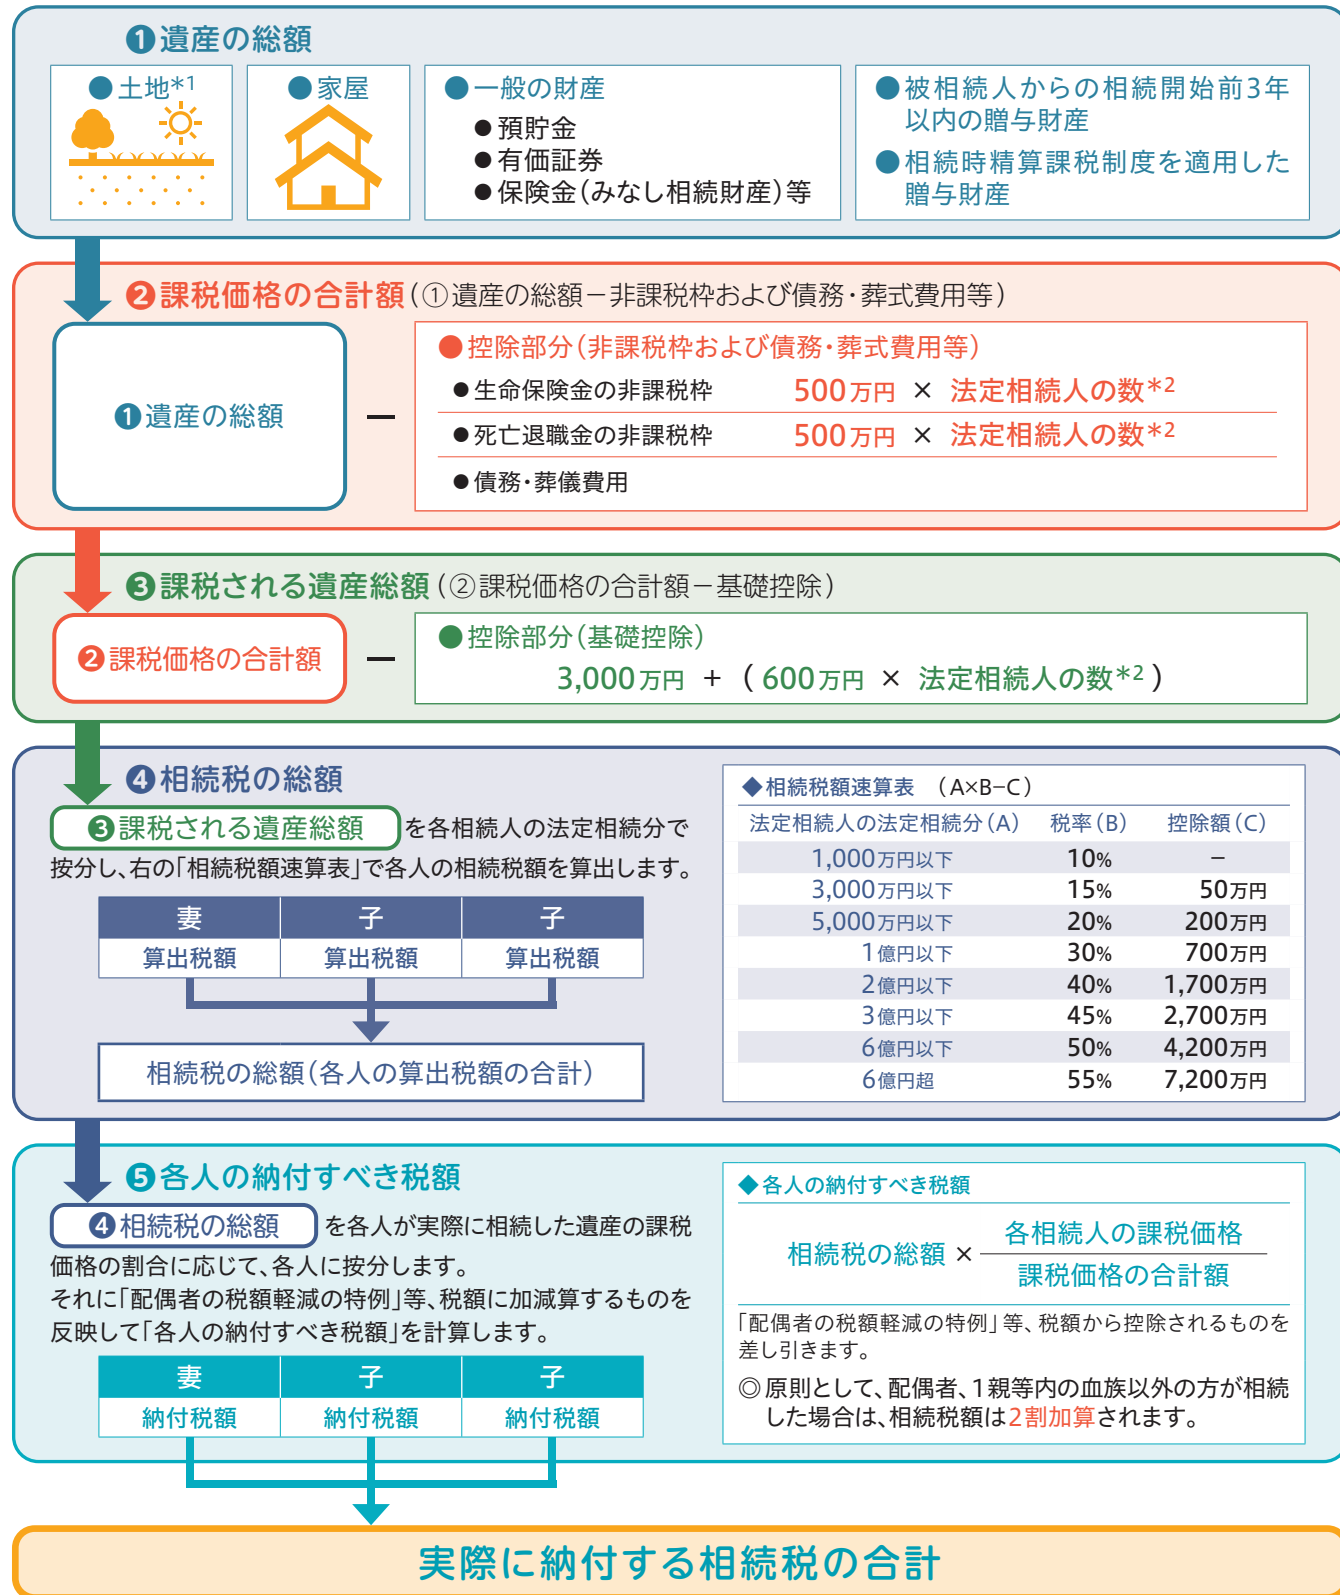 ❶遺産の総額
●土地*1
●家屋
●一般の財産
●預貯金
●有価証券
●保険金(みなし相続財産)等
●被相続人からの相続開始前3年
以内の贈与財産
●相続時精算課税制度を適用した
贈与財産
❷課税価格の合計額(①遺産の総額－非課税枠および債務・葬式費用等)
❶遺産の総額
－
●控除部分(非課税枠および債務・葬式費用等)
●生命保険金の非課税枠 500万円 × 法定相続人の数*2
●死亡退職金の非課税枠 500万円 × 法定相続人の数*2
●債務・葬儀費用
❸課税される遺産総額(②課税価格の合計額－基礎控除)
❷課税価格の合計額
－
●控除部分(基礎控除)
3,000万円 + (600万円 × 法定相続人の数*2)
❹相続税の総額
❸課税される遺産総額 を各相続人の法定相続分で
按分し、右の「相続税額速算表」で各人の相続税額を算出します。
妻 子 子
算出税額 算出税額 算出税額
相続税の総額(各人の算出税額の合計)
◆相続税額速算表 (A×B−C)
法定相続人の法定相続分(A) 税率(B) 控除額(C)
1,000万円以下 10% −
3,000万円以下 15% 50万円
5,000万円以下 20% 200万円
1億円以下 30% 700万円
2億円以下 40% 1,700万円
3億円以下 45% 2,700万円
6億円以下 50% 4,200万円
6億円超 55% 7,200万円
❺各人の納付すべき税額
❹相続税の総額 を各人が実際に相続した遺産の課税
価格の割合に応じて、各人に按分します。
それに「配偶者の税額軽減の特例」等、税額に加減算するものを
反映して「各人の納付すべき税額」を計算します。
妻 子 子
納付税額 納付税額 納付税額
◆各人の納付すべき税額
相続税の総額 × 各相続人の課税価格
課税価格の合計額
「配偶者の税額軽減の特例」等、税額から控除されるものを
差し引きます。
◎原則として、配偶者、1親等内の血族以外の方が相続
した場合は、相続税額は2割加算されます。
実際に納付する相続税の合計